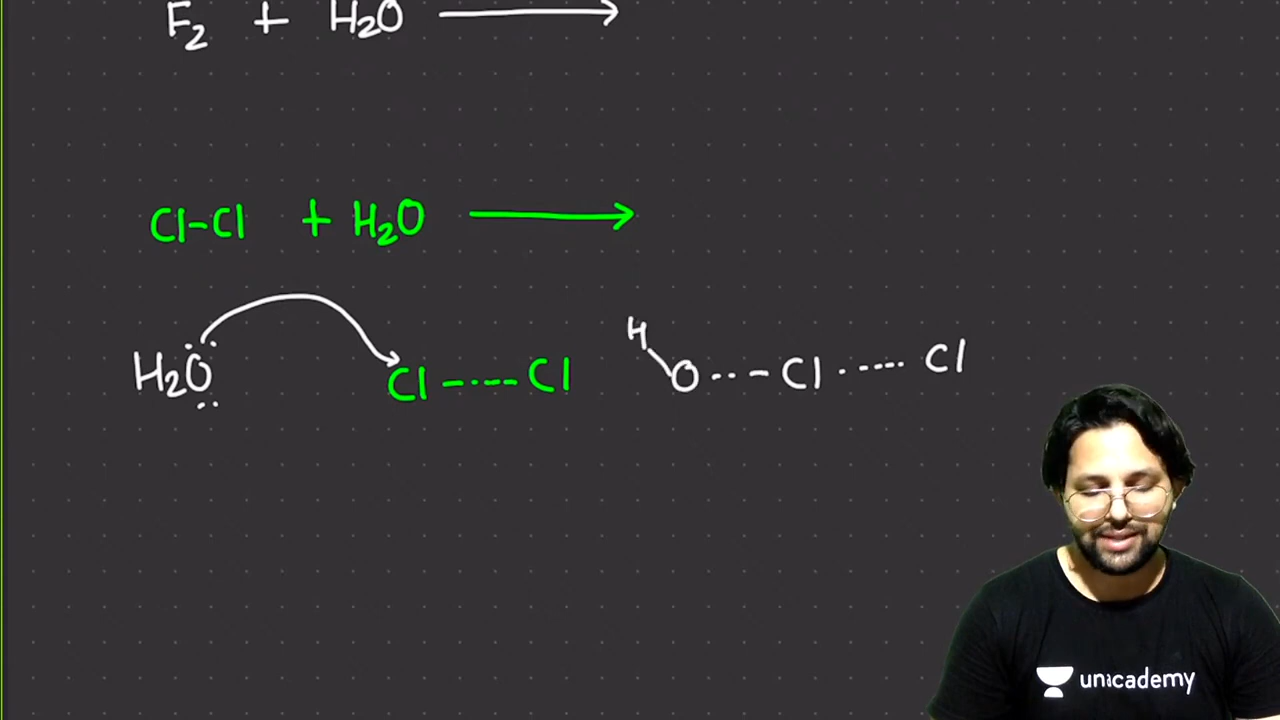 F₂ + H₂O ⟶
Cl-Cl + H₂O ⟶
H₂O Cl-----Cl H O-----Cl-----Cl
unacademy